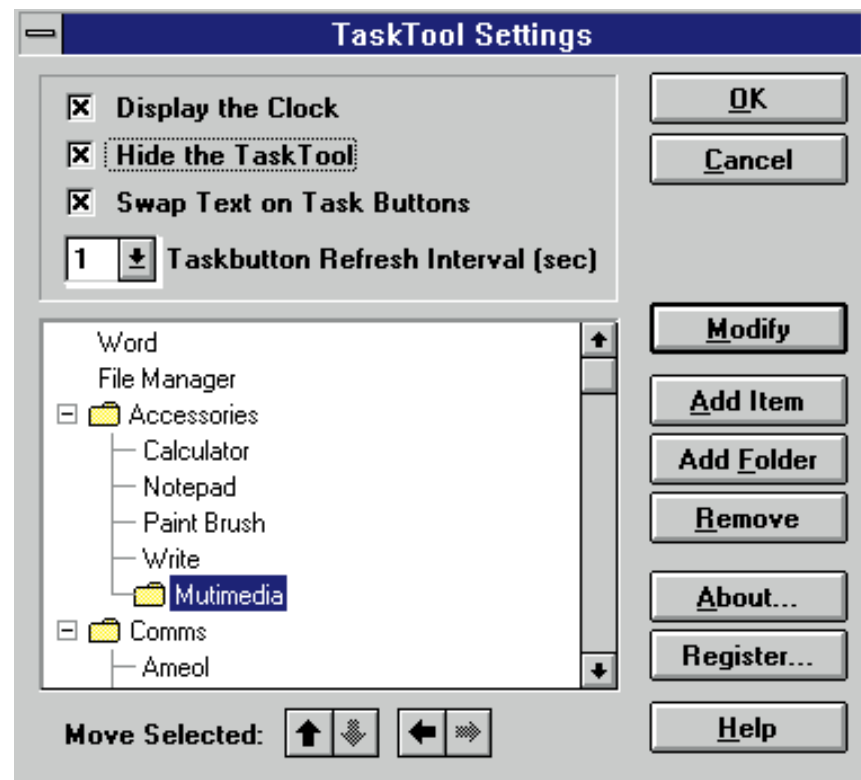 TaskTool Settings
Display the Clock
Hide the TaskTool
Swap Text on Task Buttons
1 Taskbutton Refresh Interval (sec)
OK
Cancel
Word
File Manager
Accessories
Calculator
Notepad
Paint Brush
Write
Mutimedia
Comms
Ameol
Modify
Add Item
Add Folder
Remove
About...
Register...
Help
Move Selected: